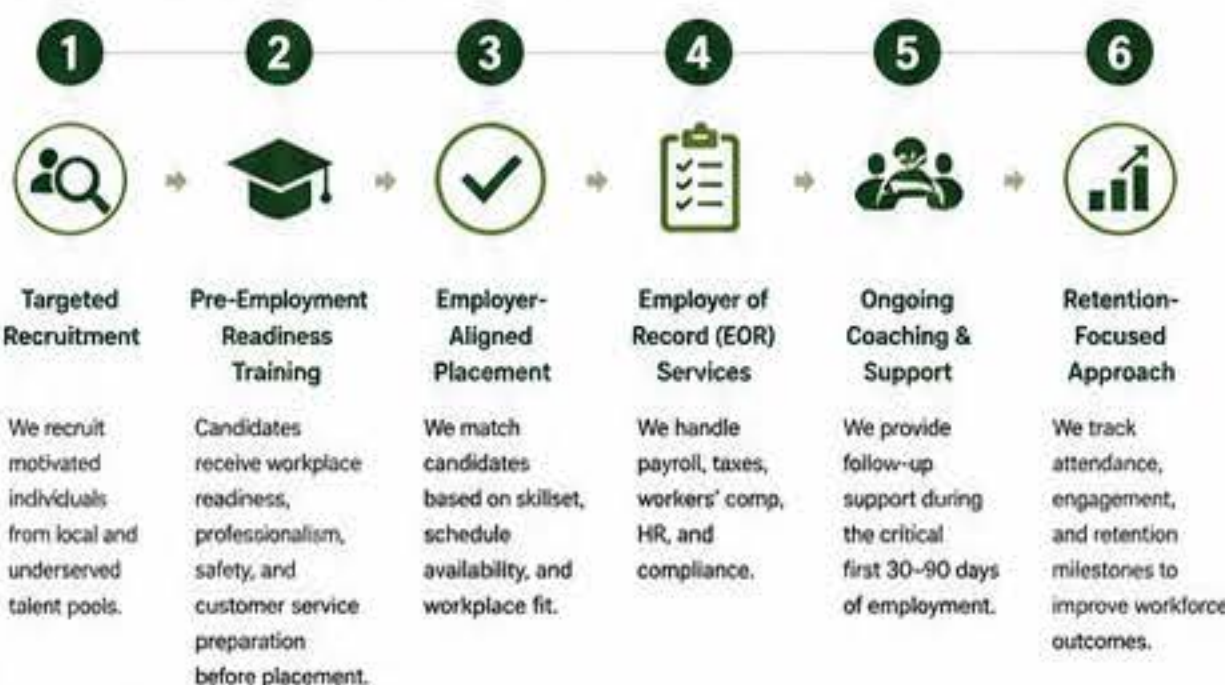 1
2
3
4
5
6
Targeted
Recruitment
We recruit
motivated
individuals
from local and
underserved
talent pools.
Pre-Employment
Readiness
Training
Candidates
receive workplace
readiness,
professionalism,
safety, and
customer service
preparation
before placement.
Employer-
Aligned
Placement
We match
candidates
based on skillset,
schedule
availability, and
workplace fit.
Employer of
Record (EOR)
Services
We handle
payroll, taxes,
workers' comp,
HR, and
compliance.
Ongoing
Coaching &
Support
We provide
follow-up
support during
the critical
first 30-90 days
of employment.
Retention-
Focused
Approach
We track
attendance,
engagement,
and retention
milestones to
improve workforce
outcomes.